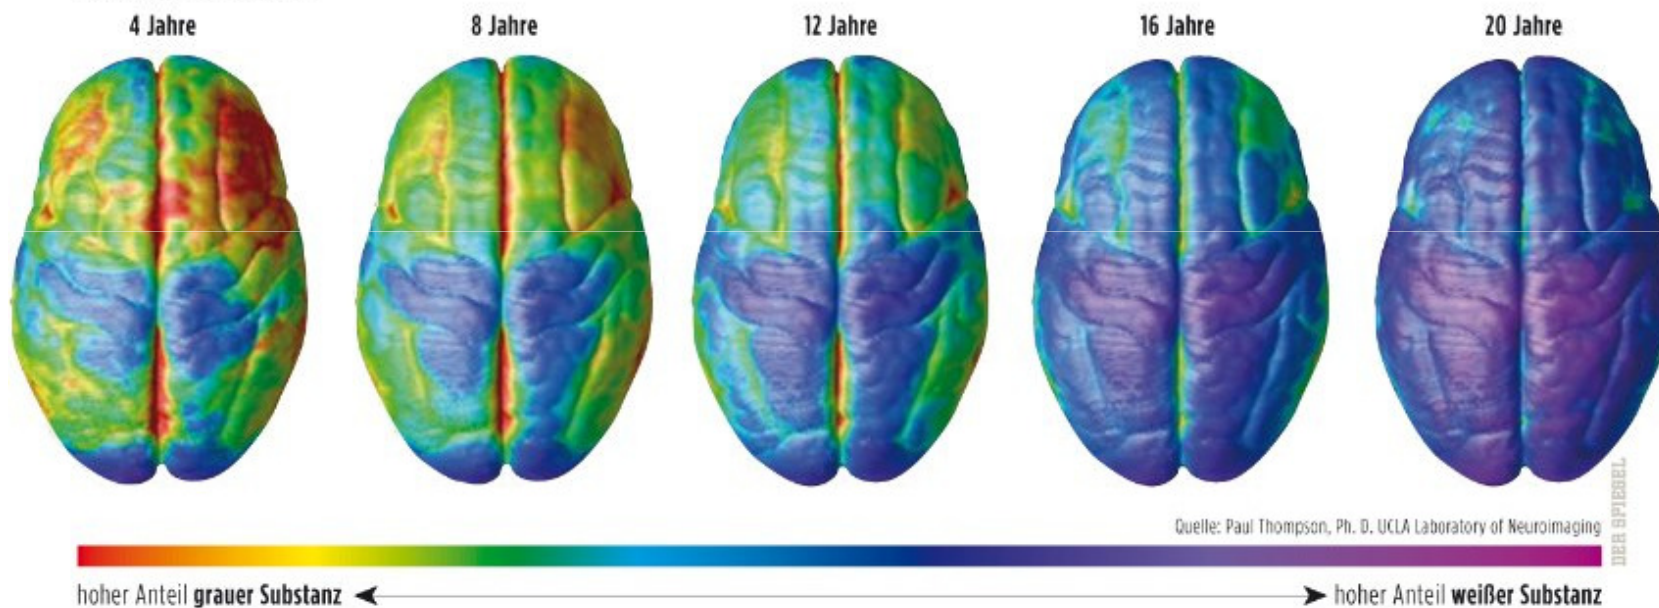 4 Jahre
8 Jahre
12 Jahre
16 Jahre
20 Jahre
Quelle: Paul Thompson, Ph. D. UCLA Laboratory of Neuroimaging
DER SPIEGEL
hoher Anteil grauer Substanz
hoher Anteil weißer Substanz